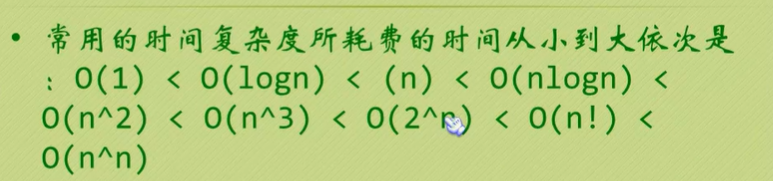 • 常用的时间复杂度所耗费的时间从小到大依次是
：O(1) < O(logn) < (n) < O(nlogn) <
O(n^2) < O(n^3) < O(2^n) < O(n!) <
O(n^n)